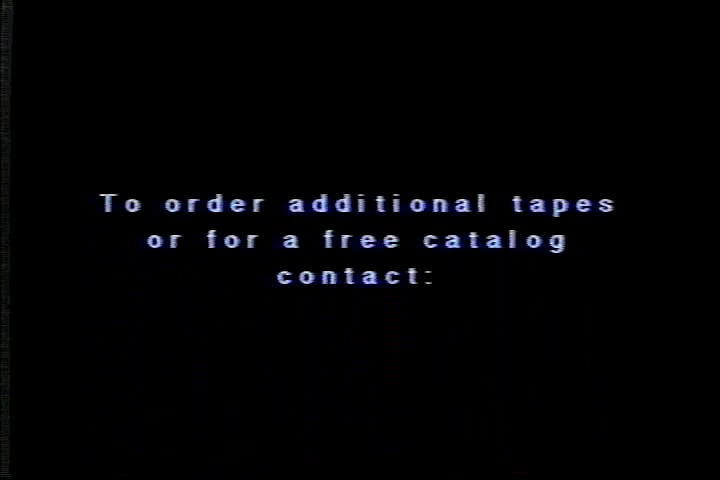 To order additional tapes
or for a free catalog
contact: